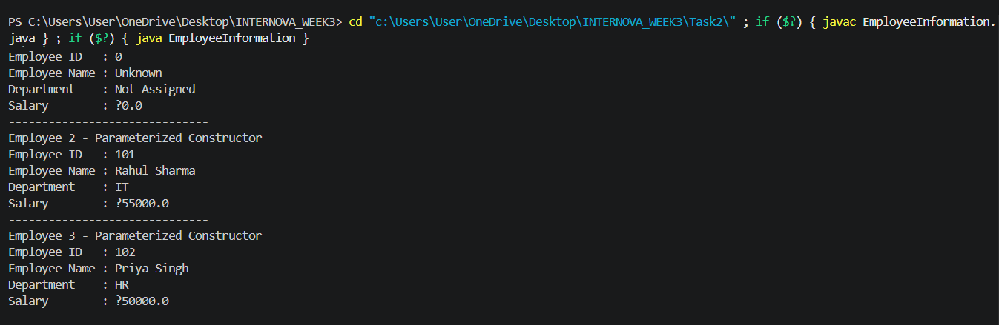 PS C:\Users\User\OneDrive\Desktop\INTERNOVA_WEEK3> cd "c:\Users\User\OneDrive\Desktop\INTERNOVA_WEEK3\Task2\" ; if ($?) { javac EmployeeInformation.
java } ; if ($?) { java EmployeeInformation }
Employee ID   : 0
Employee Name : Unknown
Department    : Not Assigned
Salary        : ?0.0
------------------------------
Employee 2 - Parameterized Constructor
Employee ID   : 101
Employee Name : Rahul Sharma
Department    : IT
Salary        : ?55000.0
------------------------------
Employee 3 - Parameterized Constructor
Employee ID   : 102
Employee Name : Priya Singh
Department    : HR
Salary        : ?50000.0
------------------------------